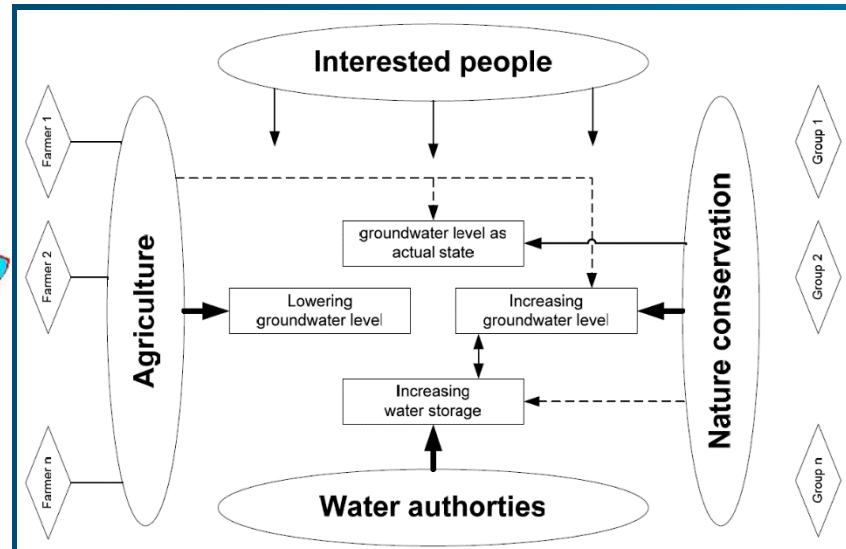 Interested people
Farmer 1
Group 1
groundwater level as
actual state
Farmer 2
Agriculture
Lowering
groundwater level
Increasing
groundwater level
Nature conservation
Group 2
Increasing
water storage
Farmer n
Group n
Water authorties